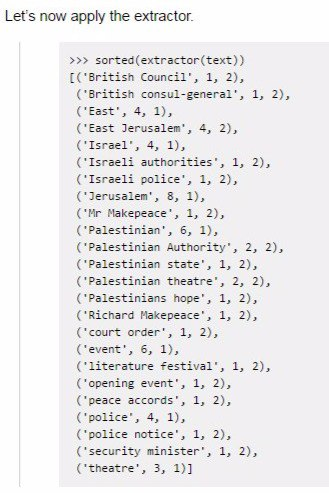 Let's now apply the extractor.
>>> sorted(extractor(text))
[('British Council', 1, 2),
('British consul-general', 1, 2),
('East', 4, 1),
('East Jerusalem', 4, 2),
('Israel', 4, 1),
('Israeli authorities', 1, 2),
('Israeli police', 1, 2),
('Jerusalem', 8, 1),
('Mr Makepeace', 1, 2),
('Palestinian', 6, 1),
('Palestinian Authority', 2, 2),
('Palestinian state', 1, 2),
('Palestinian theatre', 2, 2),
('Palestinians hope', 1, 2),
('Richard Makepeace', 1, 2),
('court order', 1, 2),
('event', 6, 1),
('literature festival', 1, 2),
('opening event', 1, 2),
('peace accords', 1, 2),
('police', 4, 1),
('police notice', 1, 2),
('security minister', 1, 2),
('theatre', 3, 1)]